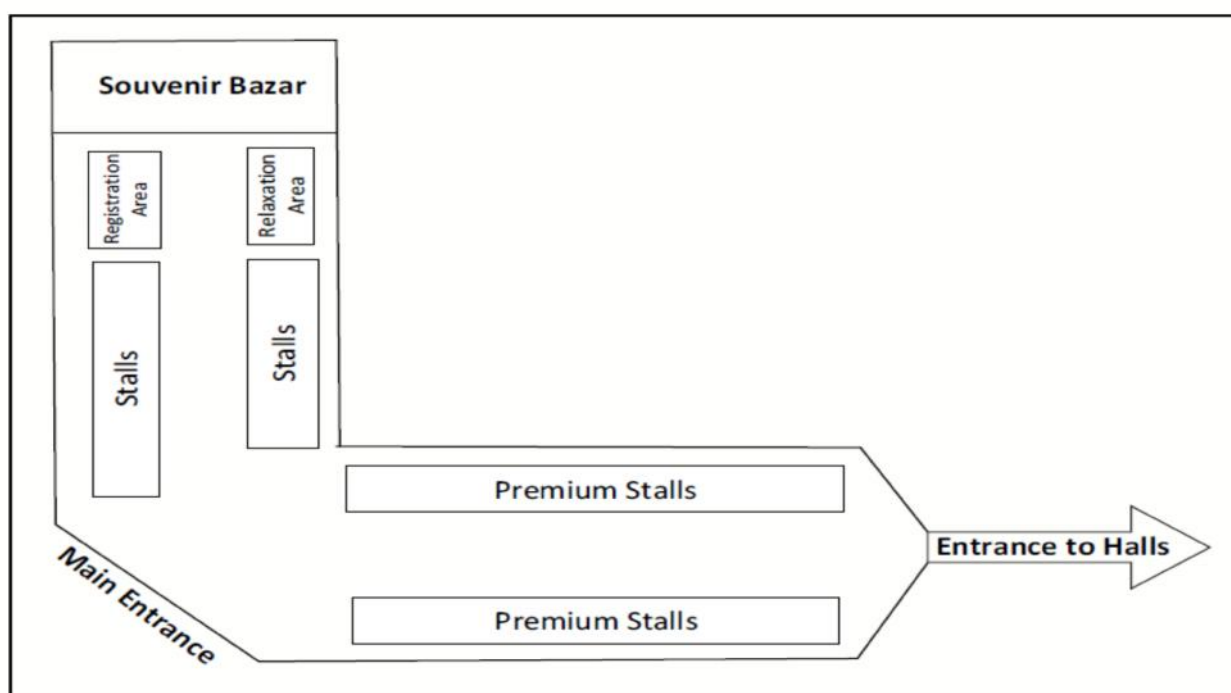 Souvenir Bazar
Registration
Area
Relaxation
Area
Stalls
Stalls
Premium Stalls
Entrance to Halls
Main Entrance
Premium Stalls